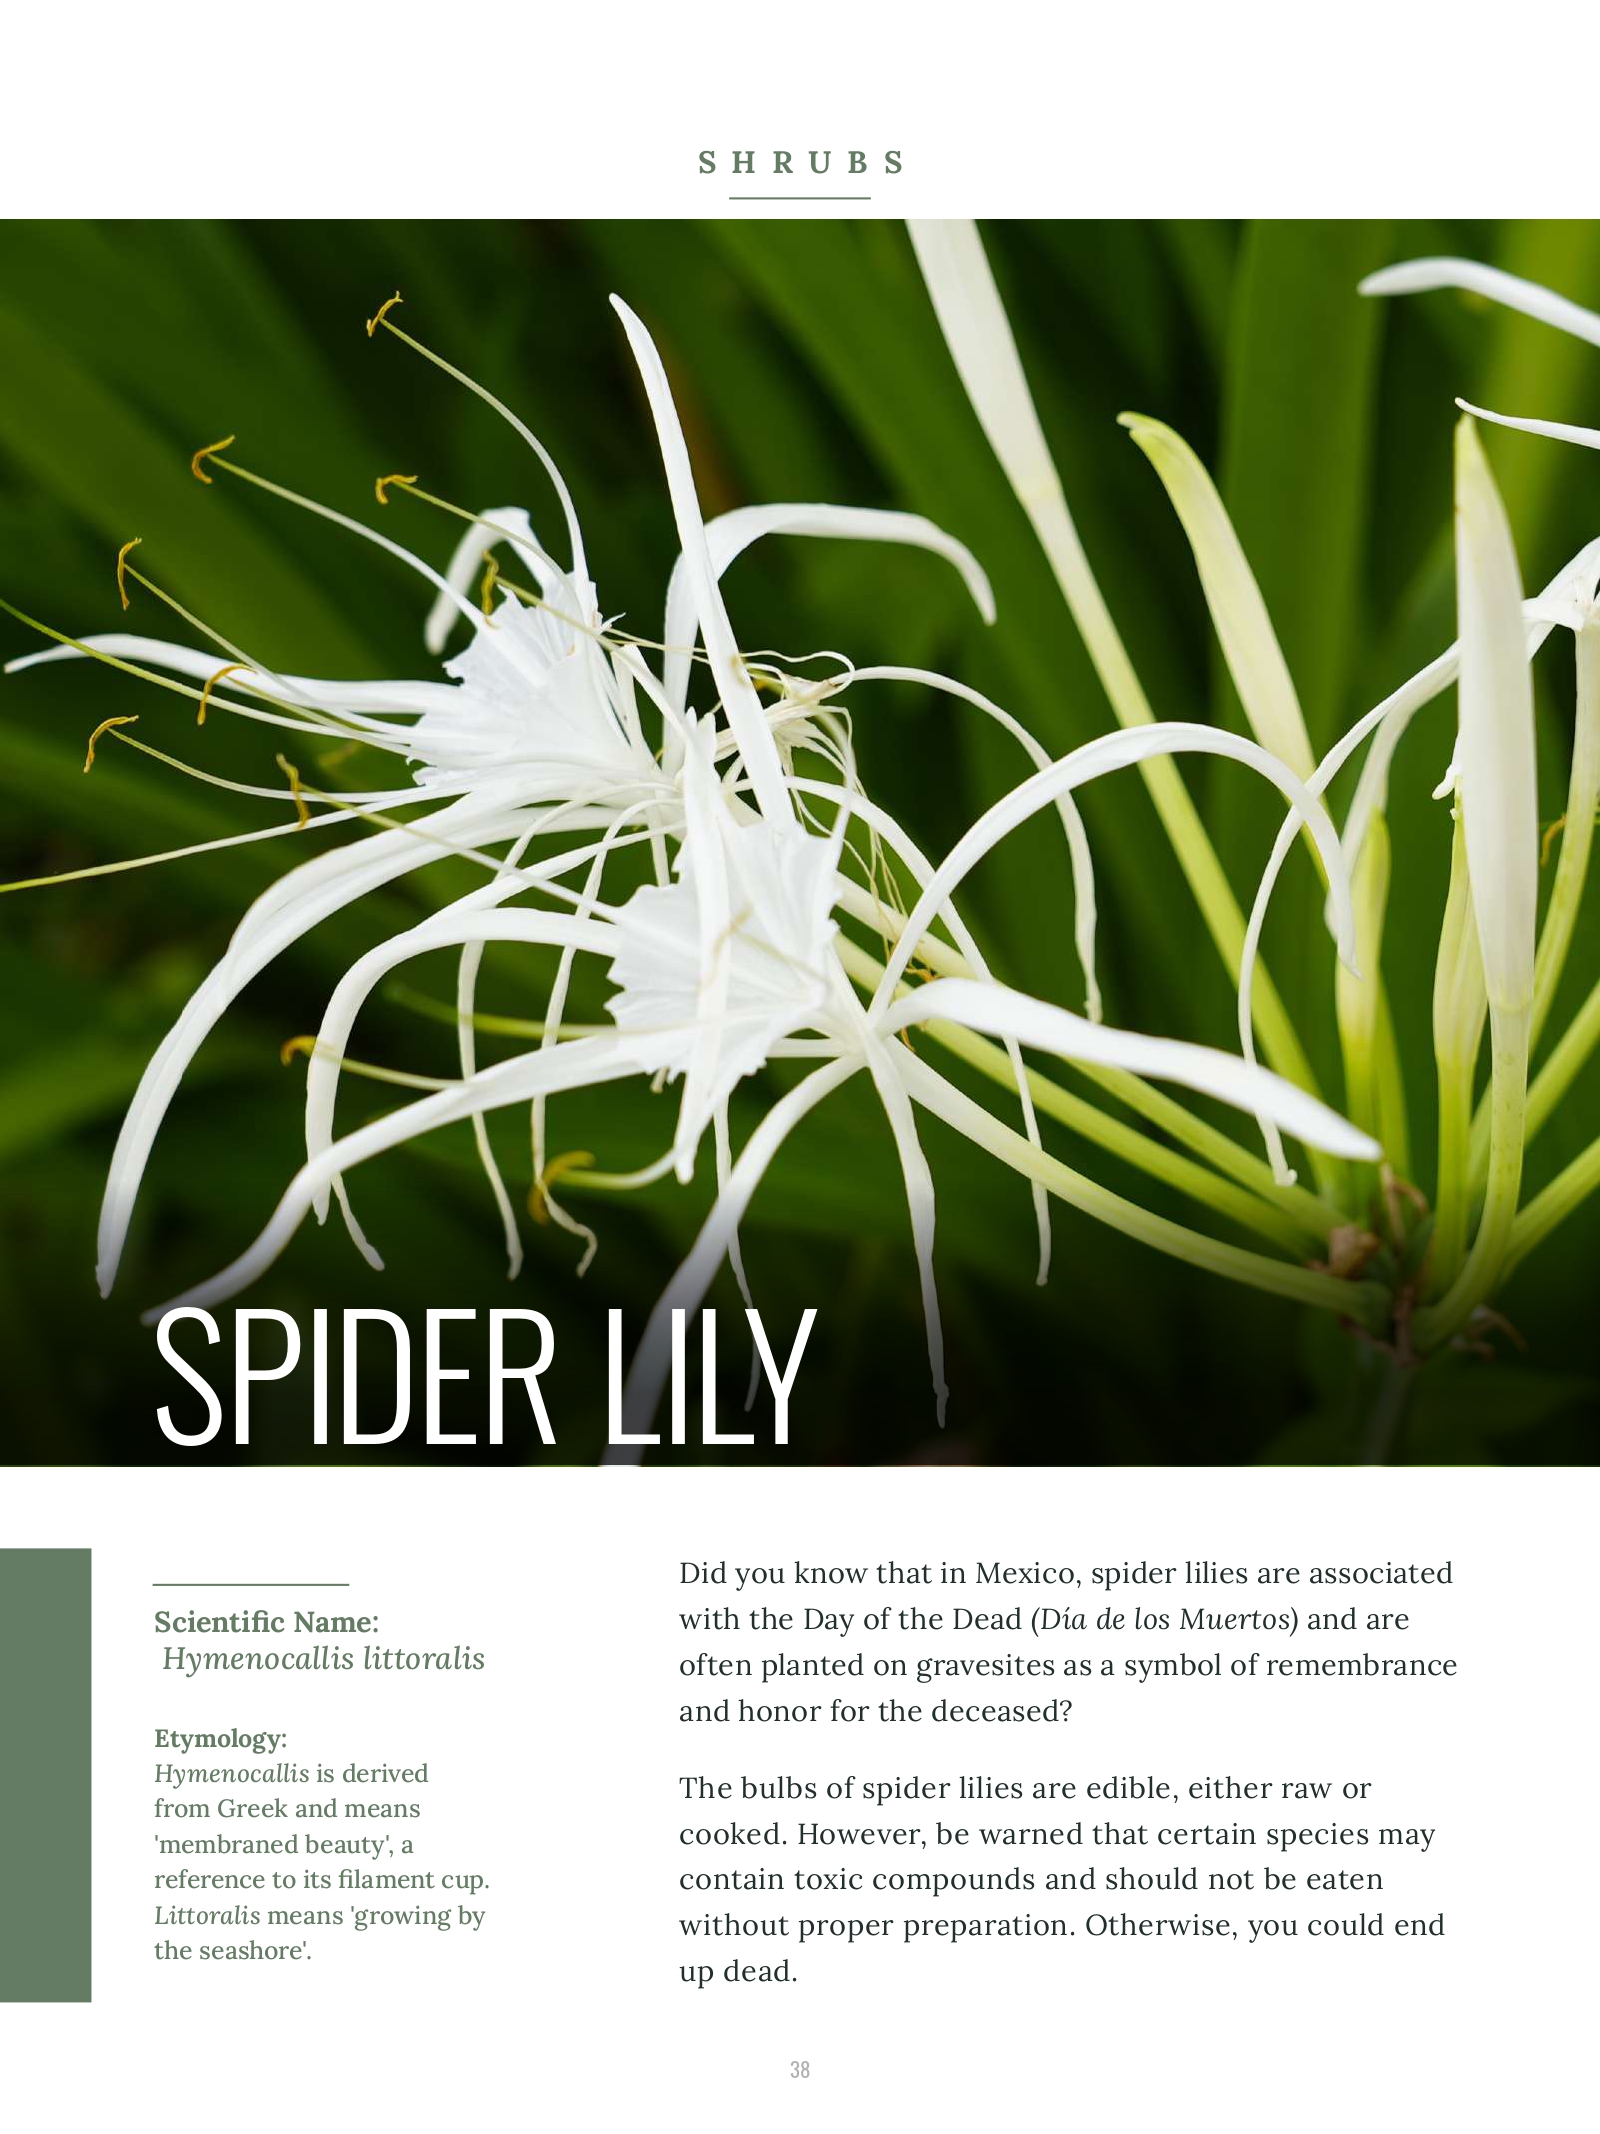 SHRUBS
SPIDER LILY
Scientific Name:
Hymenocallis littoralis
Etymology:
Hymenocallis is derived
from Greek and means
'membraned beauty', a
reference to its filament cup.
Littoralis means 'growing by
the seashore'.
Did you know that in Mexico, spider lilies are associated
with the Day of the Dead (Día de los Muertos) and are
often planted on gravesites as a symbol of remembrance
and honor for the deceased?
The bulbs of spider lilies are edible, either raw or
cooked. However, be warned that certain species may
contain toxic compounds and should not be eaten
without proper preparation. Otherwise, you could end
up dead.
38